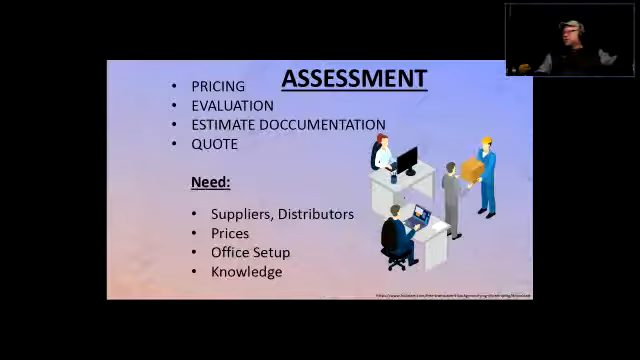 ASSESSMENT
• PRICING
• EVALUATION
• ESTIMATE DOCCUMENTATION
• QUOTE
Need:
• Suppliers, Distributors
• Prices
• Office Setup
• Knowledge